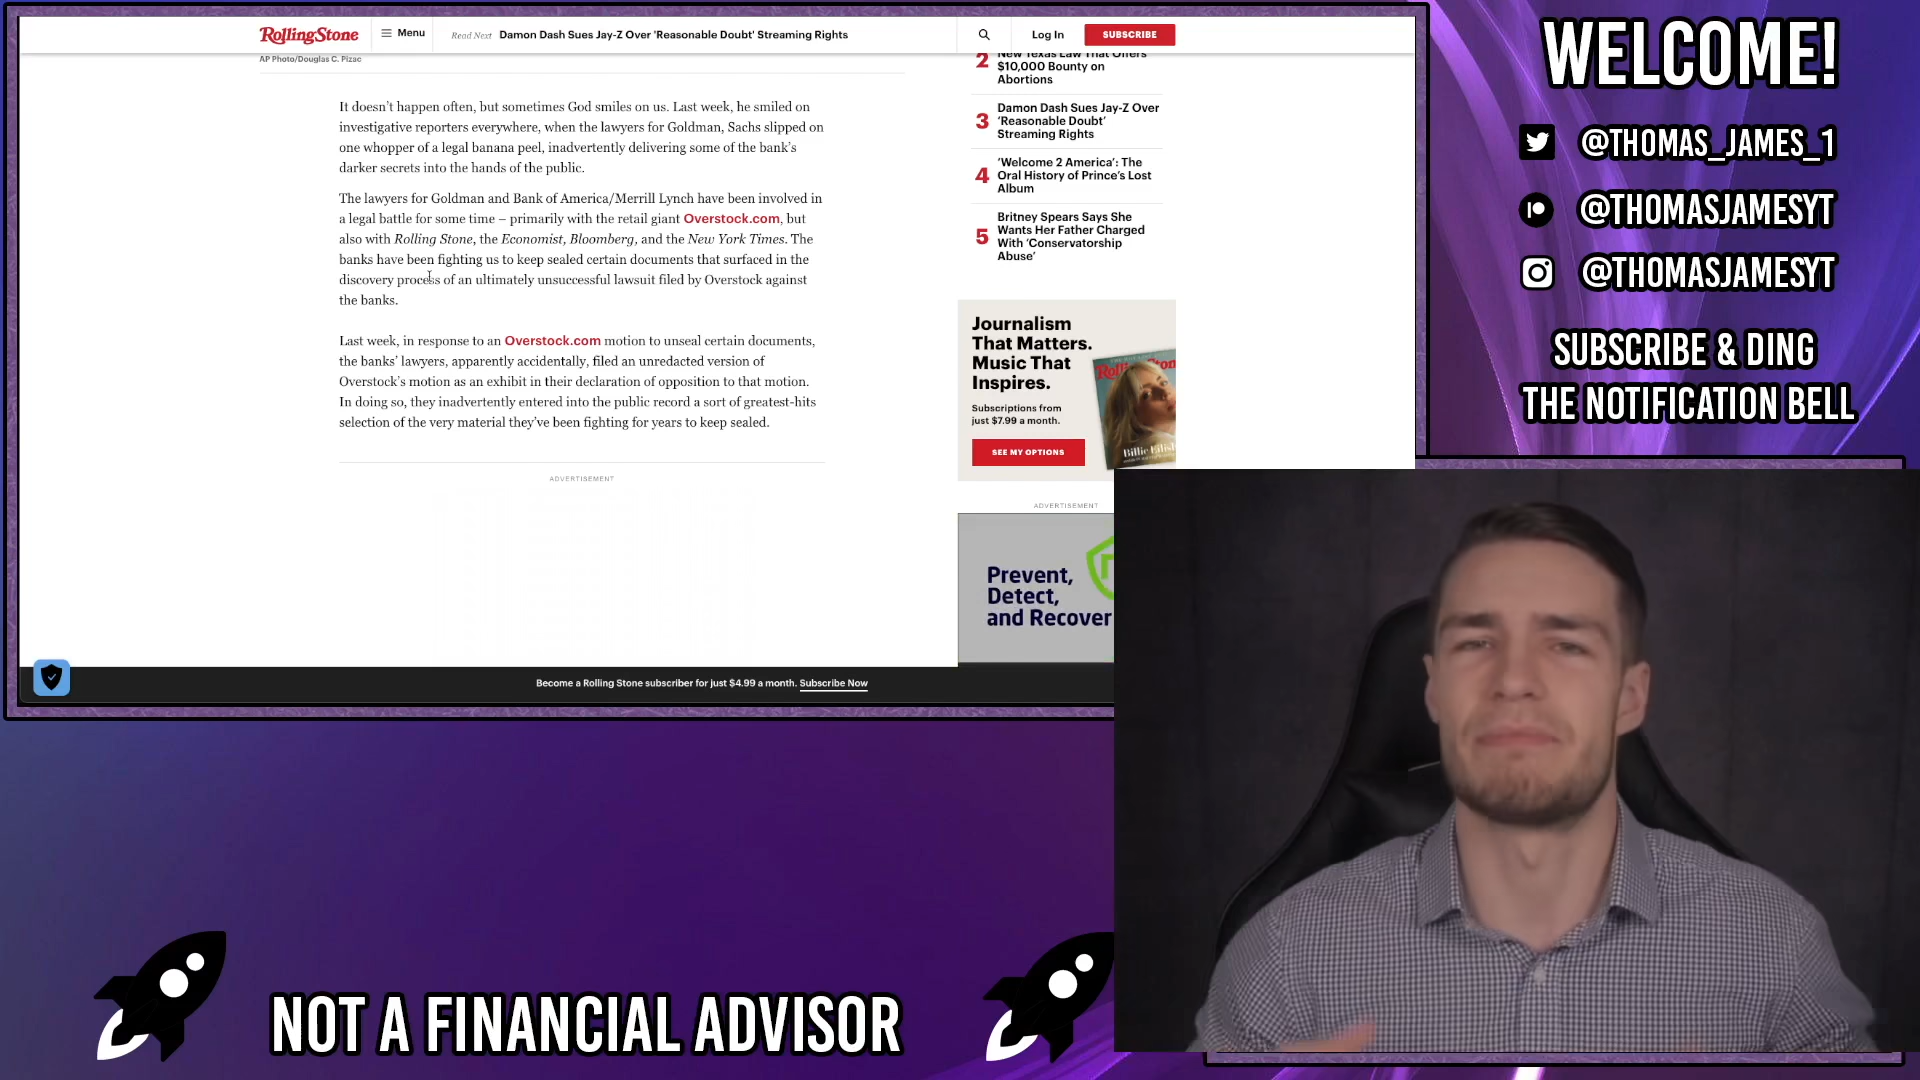 RollingStone
Menu
Read Next Damon Dash Sues Jay-Z Over 'Reasonable Doubt' Streaming Rights
Log In
SUBSCRIBE
AP Photo/Douglas C. Pizac
It doesn't happen often, but sometimes God smiles on us. Last week, he smiled on
investigative reporters everywhere, when the lawyers for Goldman, Sachs slipped on
one whopper of a legal banana peel, inadvertently delivering some of the bank's
darker secrets into the hands of the public.
The lawyers for Goldman and Bank of America/Merrill Lynch have been involved in
a legal battle for some time – primarily with the retail giant Overstock.com, but
also with Rolling Stone, the Economist, Bloomberg, and the New York Times. The
banks have been fighting us to keep sealed certain documents that surfaced in the
discovery process of an ultimately unsuccessful lawsuit filed by Overstock against
the banks.
Last week, in response to an Overstock.com motion to unseal certain documents,
the banks' lawyers, apparently accidentally, filed an unredacted version of
Overstock's motion as an exhibit in their declaration of opposition to that motion.
In doing so, they inadvertently entered into the public record a sort of greatest-hits
selection of the very material they've been fighting for years to keep sealed.
ADVERTISEMENT
2 New Texas Law That Offers
$10,000 Bounty on
Abortions
3 Damon Dash Sues Jay-Z Over
'Reasonable Doubt'
Streaming Rights
4 'Welcome 2 America': The
Oral History of Prince's Lost
Album
5 Britney Spears Says She
Wants Her Father Charged
With 'Conservatorship
Abuse'
Journalism
That Matters.
Music That
Inspires.
Subscriptions from
just $7.99 a month.
SEE MY OPTIONS
ADVERTISEMENT
Prevent,
Detect,
and Recover
Become a Rolling Stone subscriber for just $4.99 a month. Subscribe Now
WELCOME!
@THOMAS_JAMES_1
@THOMASJAMESYT
@THOMASJAMESYT
SUBSCRIBE & DING
THE NOTIFICATION BELL
NOT A FINANCIAL ADVISOR